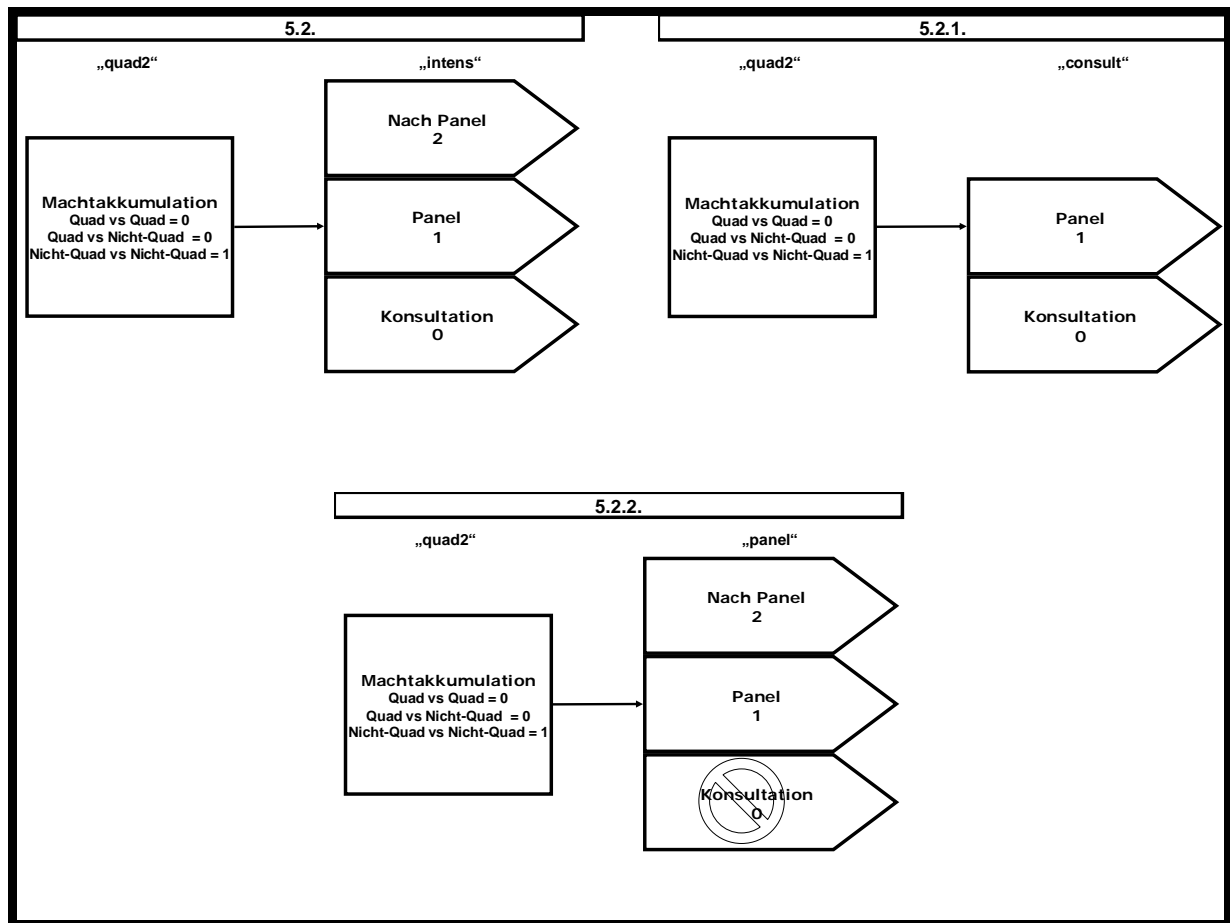 5.2.
„quad2“
„intens“
Nach Panel
2
Machtakkumulation
Quad vs Quad = 0
Quad vs Nicht-Quad = 0
Nicht-Quad vs Nicht-Quad = 1
Panel
1
Konsultation
0
5.2.1.
„quad2“
„consult“
Machtakkumulation
Quad vs Quad = 0
Quad vs Nicht-Quad = 0
Nicht-Quad vs Nicht-Quad = 1
Panel
1
Konsultation
0
5.2.2.
„quad2“
„panel“
Nach Panel
2
Machtakkumulation
Quad vs Quad = 0
Quad vs Nicht-Quad = 0
Nicht-Quad vs Nicht-Quad = 1
Panel
1
Konsultation
0